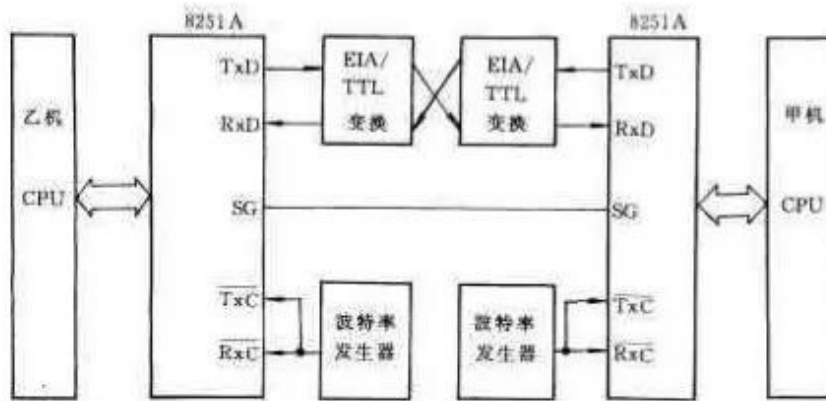 8251A
8251A
TxD
EIA/
TTL
变换
EIA/
TTL
变换
TxD
乙机
RxD
RxD
甲机
CPU
SG
SG
CPU
TxC
波特率
发生器
波特率
发生器
TxC
RxC
RxC